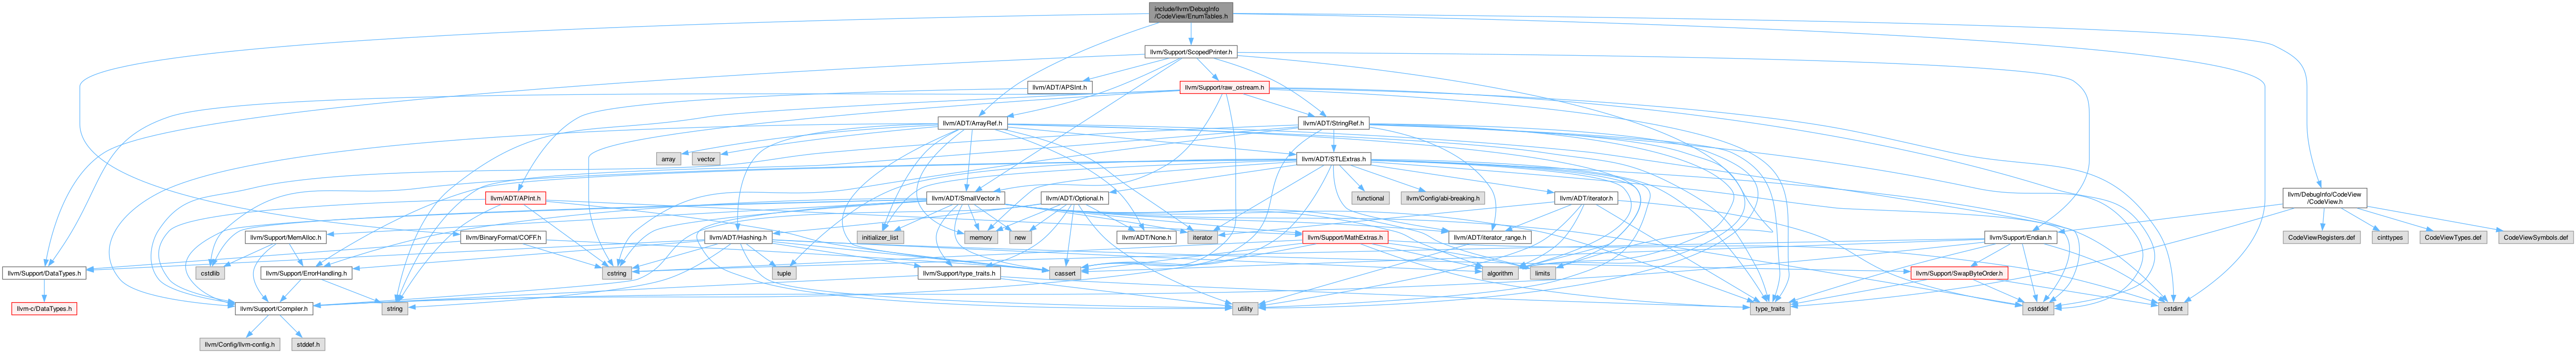 include/llvm/DebugInfo
/CodeView/EnumTables.h
llvm/Support/ScopedPrinter.h
llvm/ADT/APSInt.h
llvm/Support/raw_ostream.h
llvm/ADT/ArrayRef.h
llvm/ADT/StringRef.h
array
vector
llvm/ADT/STLExtras.h
llvm/ADT/APInt.h
llvm/ADT/SmallVector.h
llvm/ADT/Optional.h
functional
llvm/Config/abi-breaking.h
llvm/ADT/iterator.h
llvm/DebugInfo/CodeView
/CodeView.h
llvm/Support/MemAlloc.h
llvm/BinaryFormat/COFF.h
llvm/ADT/Hashing.h
initializer_list
memory
new
llvm/ADT/None.h
iterator
llvm/Support/MathExtras.h
llvm/ADT/iterator_range.h
llvm/Support/Endian.h
CodeViewRegisters.def
cinttypes
CodeViewTypes.def
CodeViewSymbols.def
llvm/Support/DataTypes.h
cstdlib
llvm/Support/ErrorHandling.h
cstring
tuple
llvm/Support/type_traits.h
cassert
algorithm
limits
llvm/Support/SwapByteOrder.h
llvm-c/DataTypes.h
llvm/Support/Compiler.h
string
utility
type_traits
cstddef
cstdint
llvm/Config/llvm-config.h
stddef.h